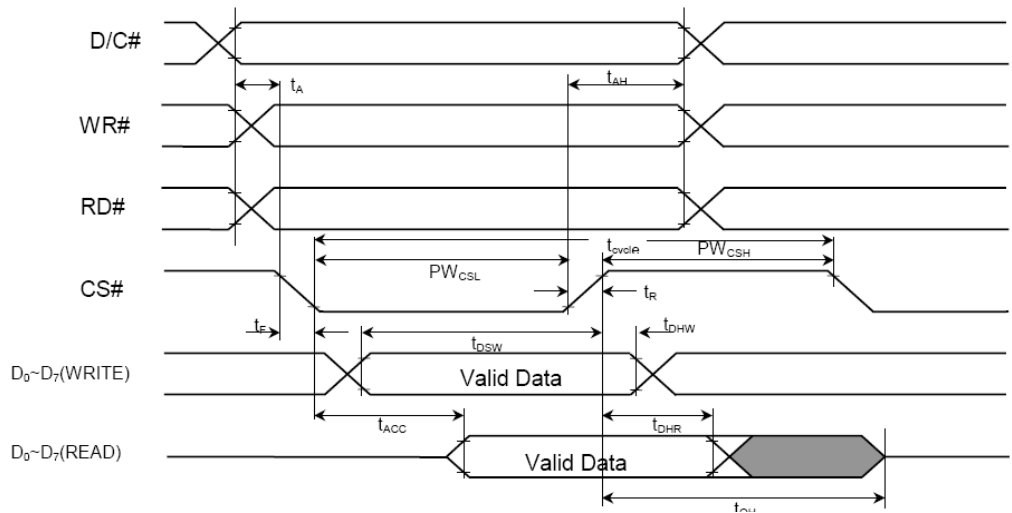 D/C#
tA
tAH
WR#
RD#
tcycle
PWCSL
PWCSH
CS#
tR
tF
tDSW
tDHW
D0~D7(WRITE)
Valid Data
tACC
tDHR
D0~D7(READ)
Valid Data